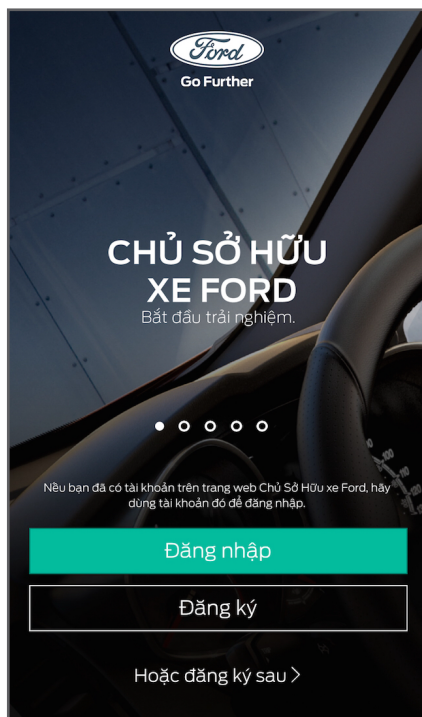 Ford
Go Further
CHỦ SỞ HỮU
XE FORD
Bắt đầu trải nghiệm.
Nếu bạn đã có tài khoản trên trang web Chủ Sở Hữu xe Ford, hãy
dùng tài khoản đó để đăng nhập.
Đăng nhập
Đăng ký
Hoặc đăng ký sau >